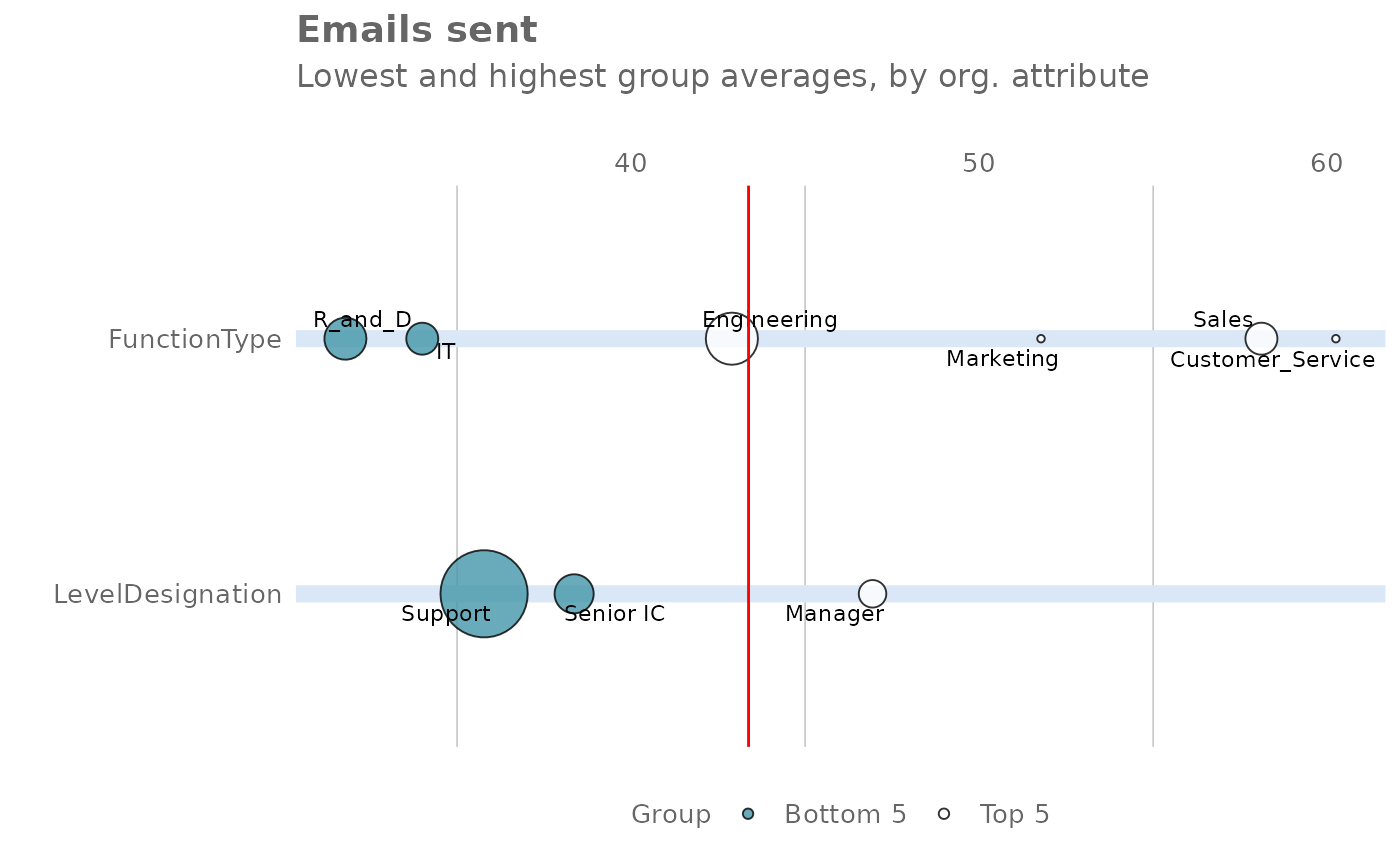 Emails sent
Lowest and highest group averages, by org. attribute
40 50 60
R_and_D Engineering Sales
FunctionType
IT Marketing Customer_Service
LevelDesignation
Support Senior IC Manager
Group Bottom 5 Top 5